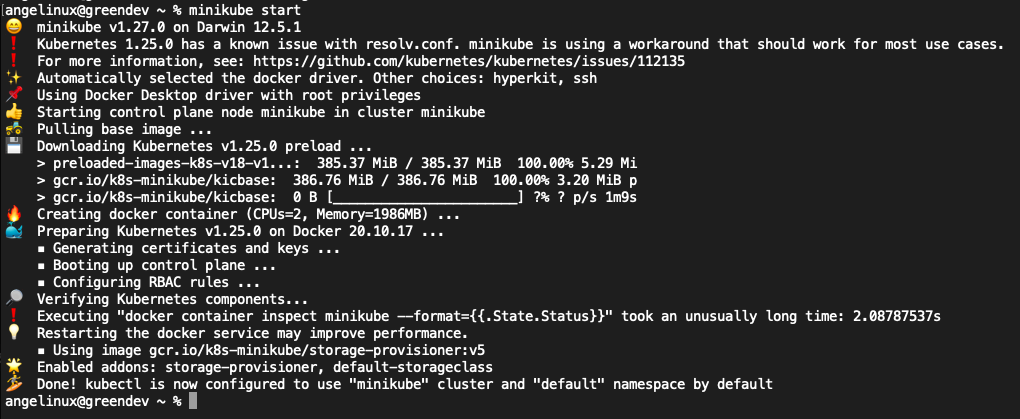 angelinux@greendev ~ % minikube start
😄 minikube v1.27.0 on Darwin 12.5.1
❗ Kubernetes 1.25.0 has a known issue with resolv.conf. minikube is using a workaround that should work for most use cases.
❗ For more information, see: https://github.com/kubernetes/kubernetes/issues/112135
✨ Automatically selected the docker driver. Other choices: hyperkit, ssh
📌 Using Docker Desktop driver with root privileges
👍 Starting control plane node minikube in cluster minikube
🚜 Pulling base image ...
💾 Downloading Kubernetes v1.25.0 preload ...
> preloaded-images-k8s-v18-v1...: 385.37 MiB / 385.37 MiB 100.00% 5.29 Mi
> gcr.io/k8s-minikube/kicbase: 386.76 MiB / 386.76 MiB 100.00% 3.20 MiB p
> gcr.io/k8s-minikube/kicbase: 0 B [________________________] ?% ? p/s 1m9s
🔥 Creating docker container (CPUs=2, Memory=1986MB) ...
🐳 Preparing Kubernetes v1.25.0 on Docker 20.10.17 ...
▪ Generating certificates and keys ...
▪ Booting up control plane ...
▪ Configuring RBAC rules ...
🔎 Verifying Kubernetes components...
❗ Executing "docker container inspect minikube --format={{.State.Status}}" took an unusually long time: 2.08787537s
💡 Restarting the docker service may improve performance.
▪ Using image gcr.io/k8s-minikube/storage-provisioner:v5
🌟 Enabled addons: storage-provisioner, default-storageclass
🏄 Done! kubectl is now configured to use "minikube" cluster and "default" namespace by default
angelinux@greendev ~ %